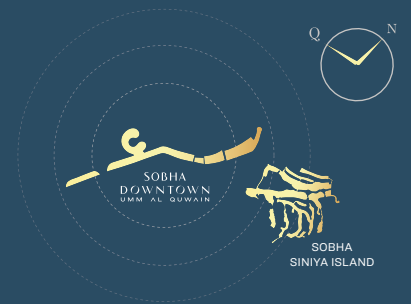 Q N
SOBHA
DOWNTOWN
UMM AL QUWAIN
SOBHA
SINIYA ISLAND